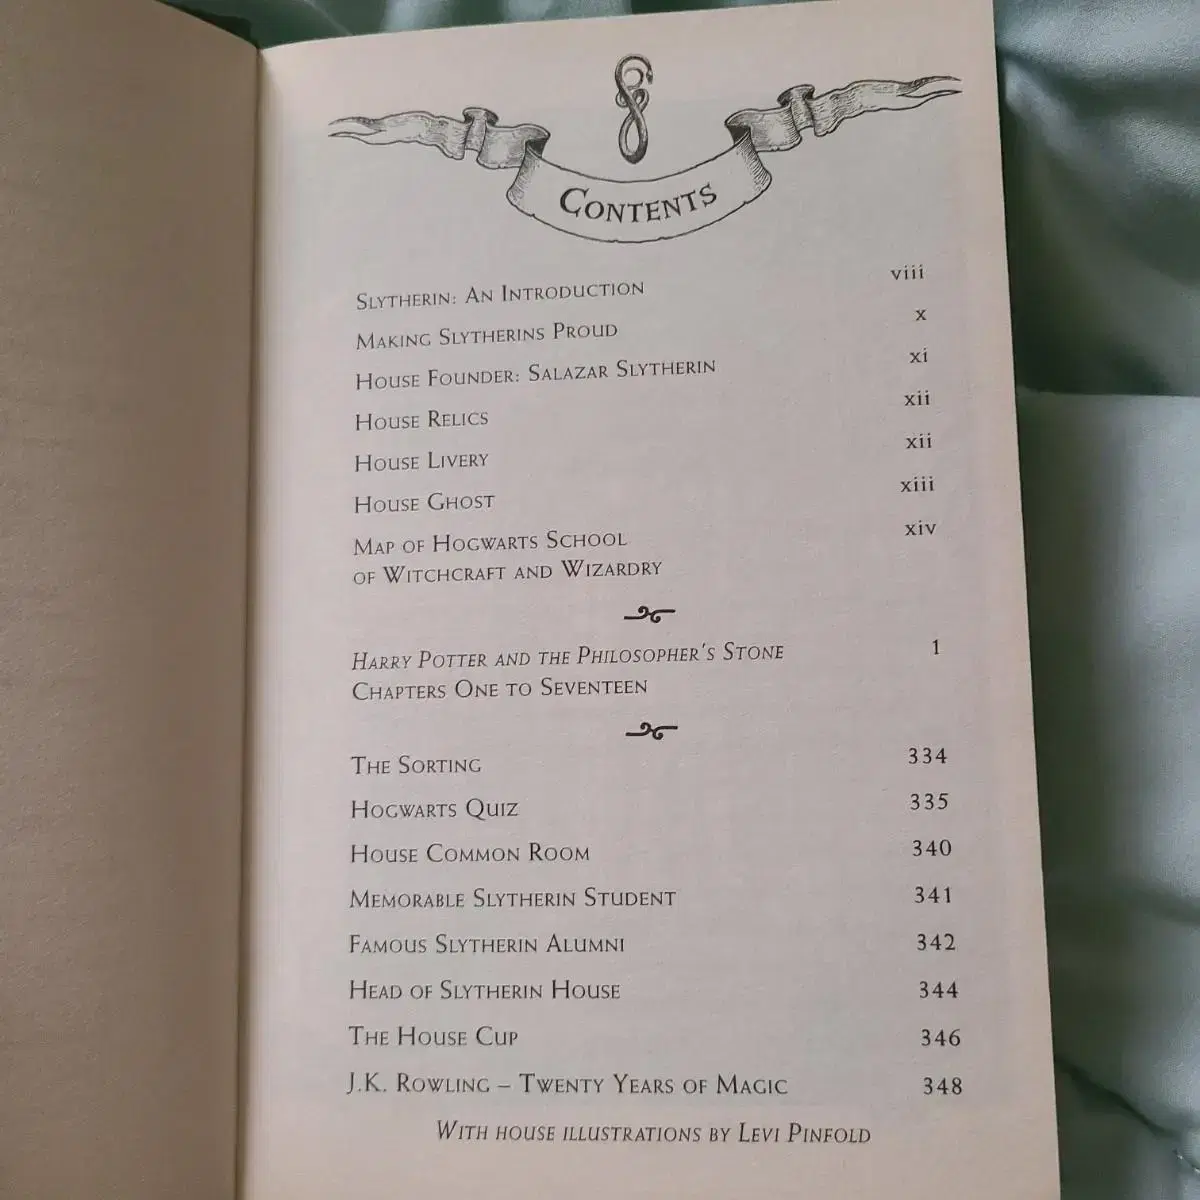 CONTENTS
SLYTHERIN: AN INTRODUCTION viii
MAKING SLYTHERINS PROUD x
HOUSE FOUNDER: SALAZAR SLYTHERIN xi
HOUSE RELICS xii
HOUSE LIVERY xii
HOUSE GHOST xiii
MAP OF HOGWARTS SCHOOL xiv
OF WITCHCRAFT AND WIZARDRY
HARRY POTTER AND THE PHILOSOPHER'S STONE 1
CHAPTERS ONE TO SEVENTEEN
THE SORTING 334
HOGWARTS QUIZ 335
HOUSE COMMON ROOM 340
MEMORABLE SLYTHERIN STUDENT 341
FAMOUS SLYTHERIN ALUMNI 342
HEAD OF SLYTHERIN HOUSE 344
THE HOUSE CUP 346
J.K. ROWLING – TWENTY YEARS OF MAGIC 348
WITH HOUSE ILLUSTRATIONS BY LEVI PINFOLD